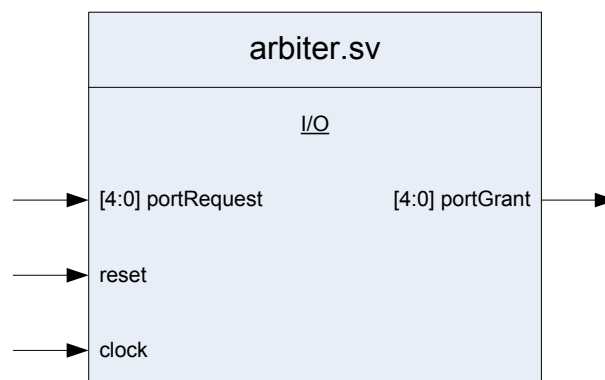 arbiter.sv
I/O
[4:0] portRequest [4:0] portGrant
reset
clock